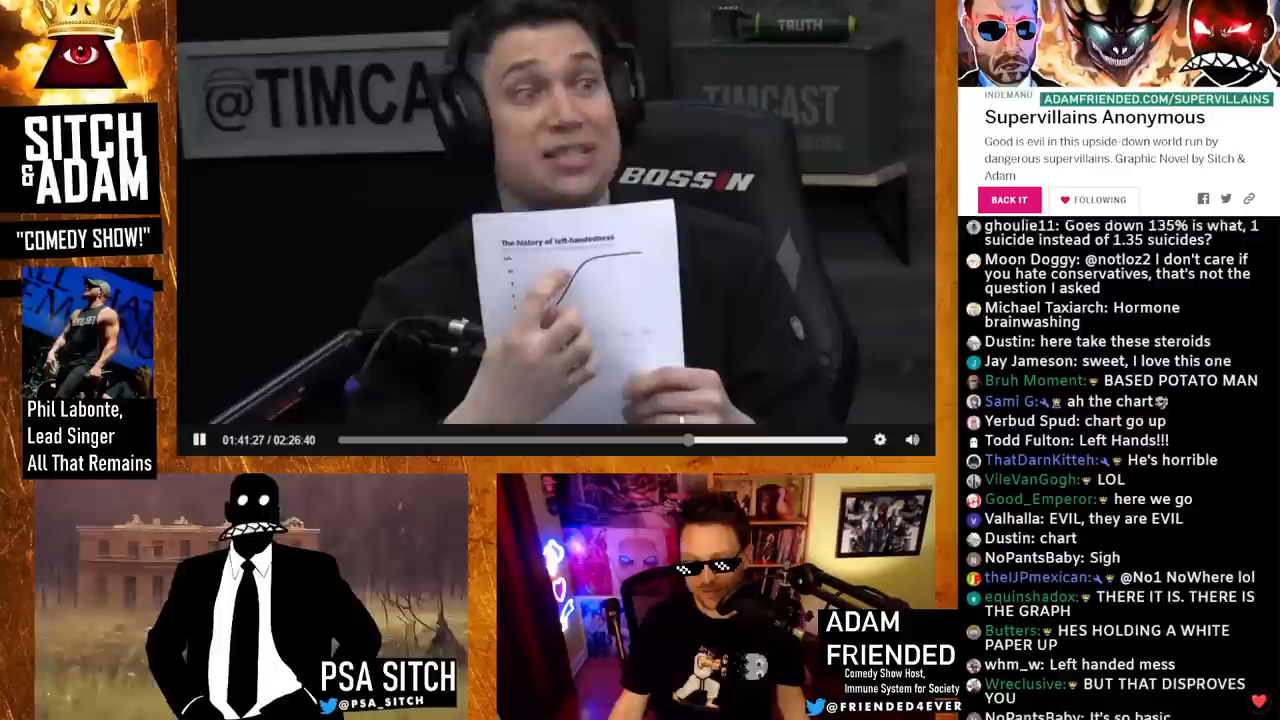 SITCH
& ADAM
"COMEDY SHOW!"
Phil Labonte,
Lead Singer
All That Remains
@TIMCA
TRUTH
TIMCAST
BOSSIN
The history of left-handedness
01:41:27 / 02:26:40
PSA SITCH
@PSA_SITCH
ADAM
FRIENDED
Comedy Show Host,
Immune System for Society
@FRIENDED4EVER
INDEMAND
ADAMFRIENDED.COM/SUPERVILLAINS
Supervillains Anonymous
Good is evil in this upside-down world run by
dangerous supervillains. Graphic Novel by Sitch &
Adam
BACK IT
FOLLOWING
ghoulie11: Goes down 135% is what, 1
suicide instead of 1.35 suicides?
Moon Doggy: @notloz2 I don't care if
you hate conservatives, that's not the
question I asked
Michael Taxiarch: Hormone
brainwashing
Dustin: here take these steroids
Jay Jameson: sweet, I love this one
Bruh Moment: BASED POTATO MAN
Sami G: ah the chart
Yerbud Spud: chart go up
Todd Fulton: Left Hands!!!
ThatDarnKitteh: He's horrible
VileVanGogh: LOL
Good_Emperor: here we go
Valhalla: EVIL, they are EVIL
Dustin: chart
NoPantsBaby: Sigh
theIJPmexican: @No1 NoWhere lol
equinshadox: THERE IT IS. THERE IS
THE GRAPH
Butters: HES HOLDING A WHITE
PAPER UP
whm_w: Left handed mess
Wreclusive: BUT THAT DISPROVES
YOU
NoPantsBaby: It's so basic